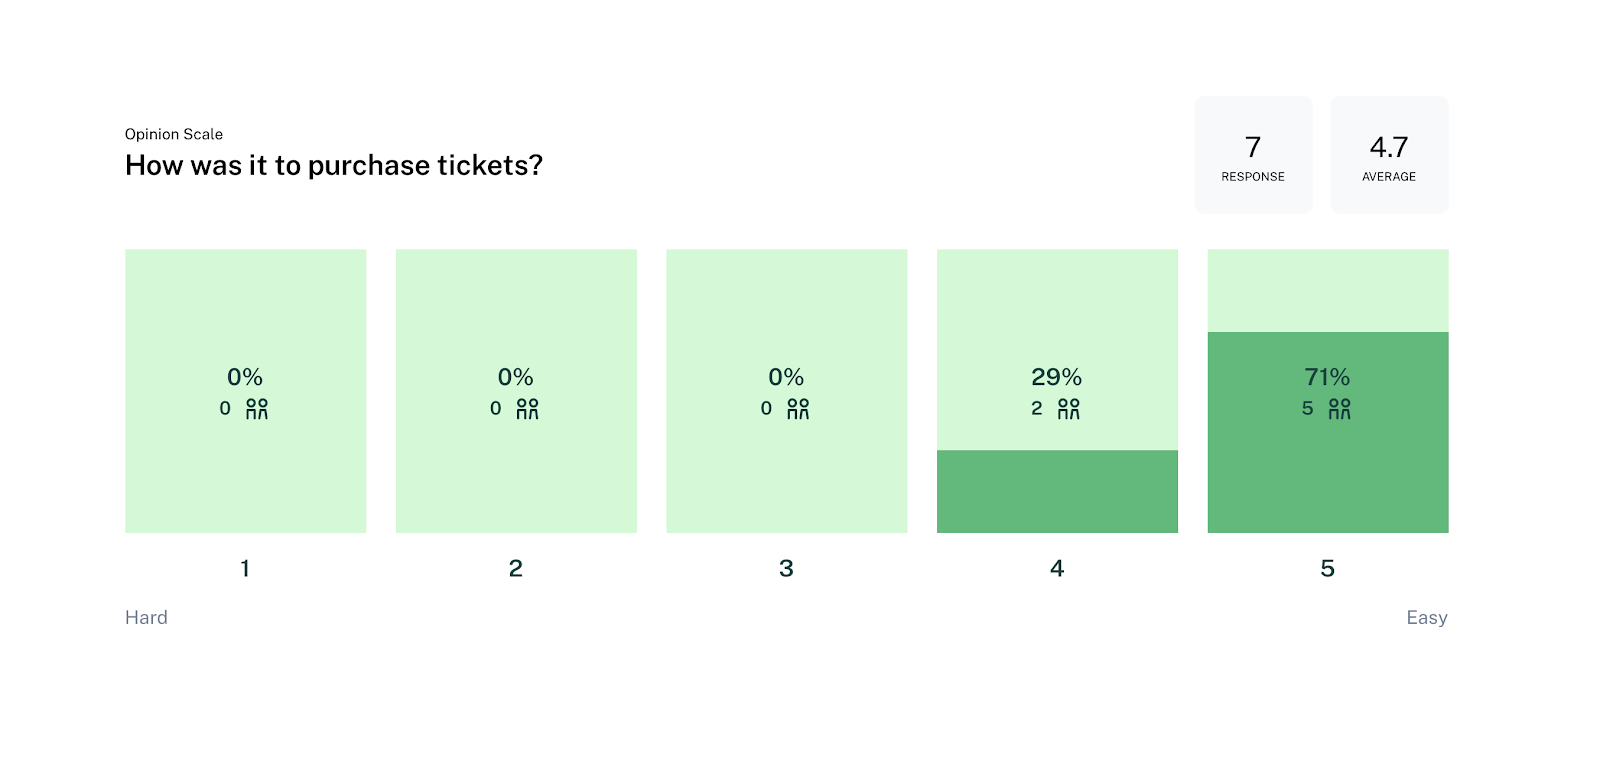 Opinion Scale
How was it to purchase tickets?
7
RESPONSE
4.7
AVERAGE
0%
0
0%
0
0%
0
29%
2
71%
5
1
2
3
4
5
Hard
Easy